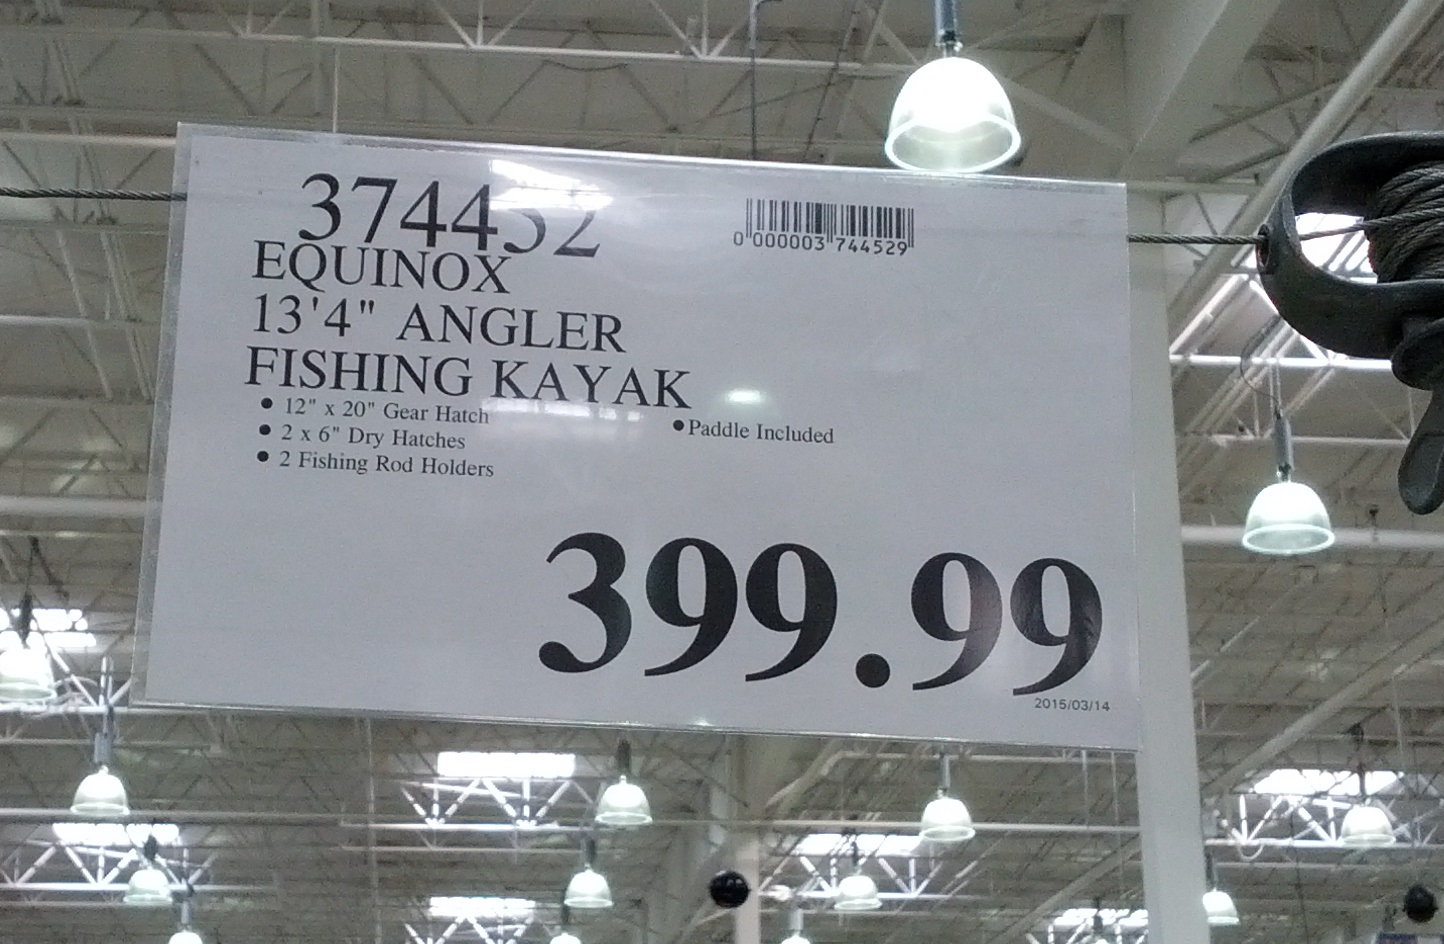 374452
0 000003 744529
EQUINOX
13'4" ANGLER
FISHING KAYAK
● 12" x 20" Gear Hatch
● 2 x 6" Dry Hatches
● 2 Fishing Rod Holders
●Paddle Included
399.99
2015/03/14